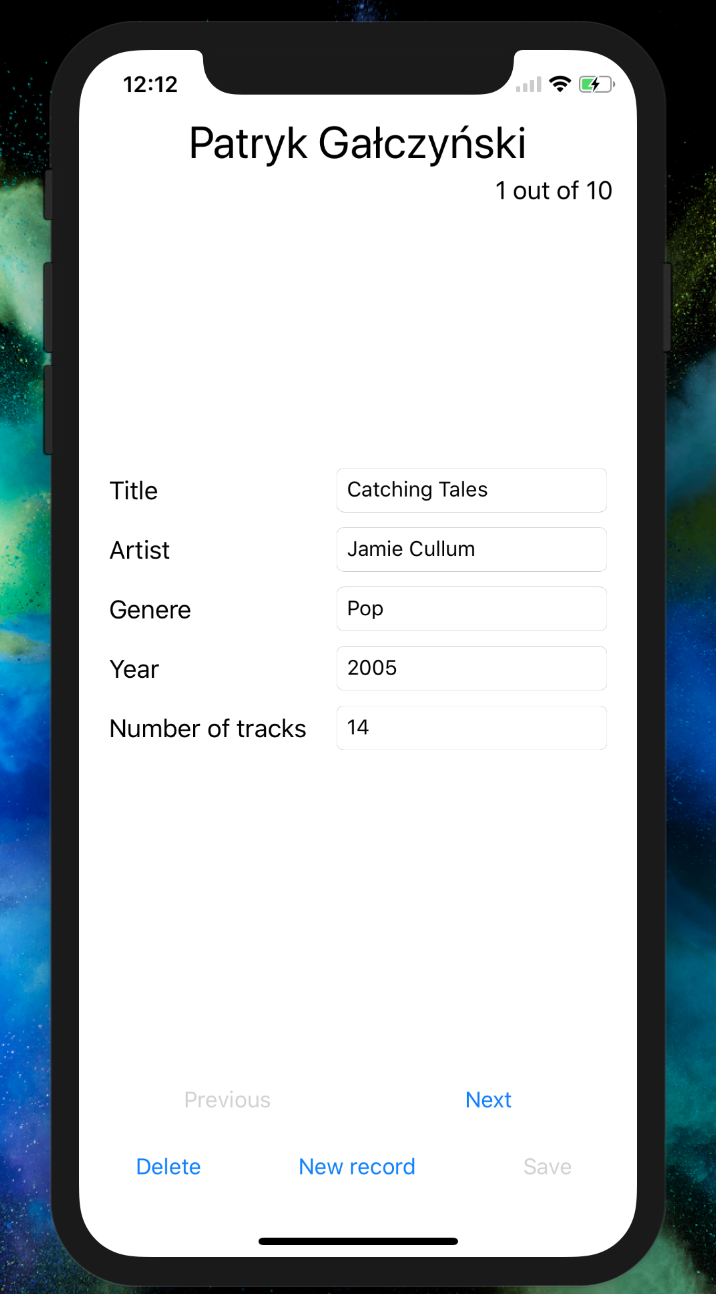 12:12
Patryk Gałczyński
1 out of 10
Title Catching Tales
Artist Jamie Cullum
Genere Pop
Year 2005
Number of tracks 14
Previous Next
Delete New record Save